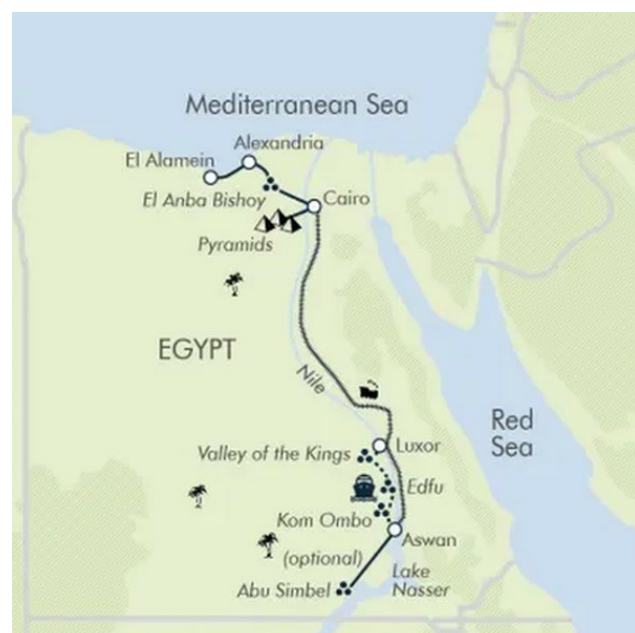 Mediterranean Sea
Alexandria
El Alamein
El Anba Bishoy
Cairo
Pyramids
EGYPT
Nile
Red
Sea
Luxor
Valley of the Kings
Edfu
Kom Ombo
Aswan
(optional)
Lake
Nasser
Abu Simbel